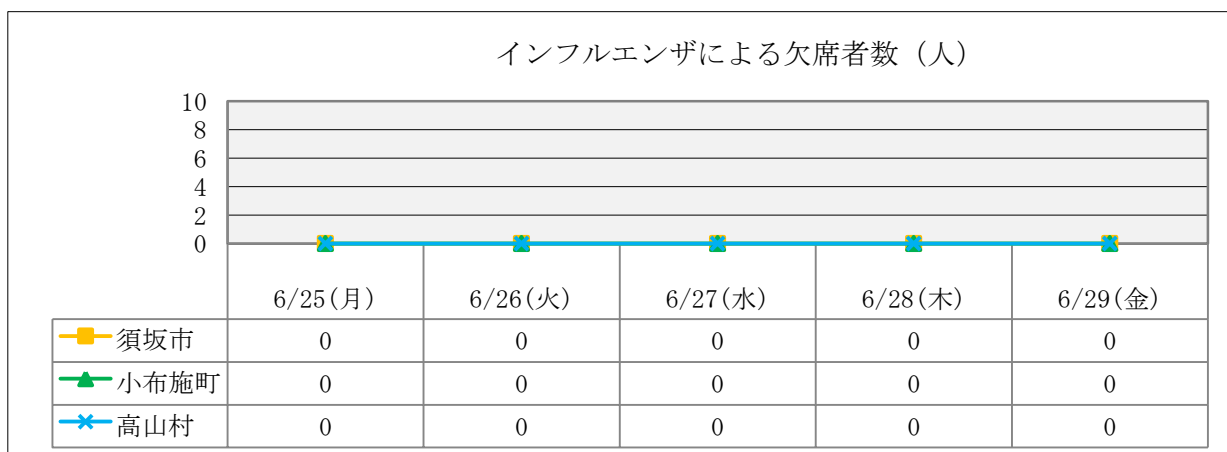 インフルエンザによる欠席者数（人）
10
8
6
4
2
0
6/25(月) 6/26(火) 6/27(水) 6/28(木) 6/29(金)
須坂市 0 0 0 0 0
小布施町 0 0 0 0 0
高山村 0 0 0 0 0